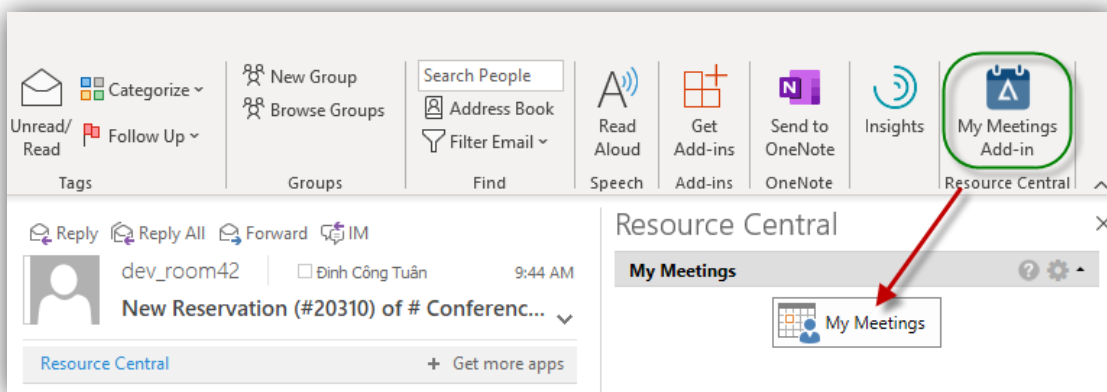 Unread/
Read
Categorize
Follow Up
Tags
New Group
Browse Groups
Groups
Search People
Address Book
Filter Email
Find
Read
Aloud
Speech
Get
Add-ins
Add-ins
Send to
OneNote
OneNote
Insights
My Meetings
Add-in
Resource Central
Reply Reply All Forward IM
dev_room42 Đinh Công Tuân 9:44 AM
New Reservation (#20310) of # Conferenc...
Resource Central + Get more apps
Resource Central
My Meetings
My Meetings